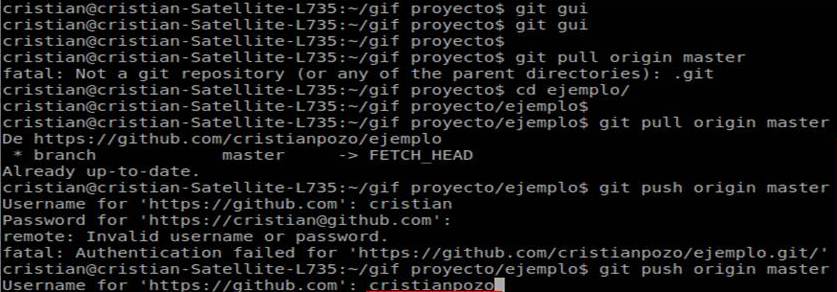 cristian@cristian-Satellite-L735:~/gif proyecto$ git gui
cristian@cristian-Satellite-L735:~/gif proyecto$ git gui
cristian@cristian-Satellite-L735:~/gif proyecto$
cristian@cristian-Satellite-L735:~/gif proyecto$ git pull origin master
fatal: Not a git repository (or any of the parent directories): .git
cristian@cristian-Satellite-L735:~/gif proyecto$ cd ejemplo/
cristian@cristian-Satellite-L735:~/gif proyecto/ejemplo$
cristian@cristian-Satellite-L735:~/gif proyecto/ejemplo$ git pull origin master
De https://github.com/cristianpozo/ejemplo
 * branch            master     -> FETCH_HEAD
Already up-to-date.
cristian@cristian-Satellite-L735:~/gif proyecto/ejemplo$ git push origin master
Username for 'https://github.com': cristian
Password for 'https://cristian@github.com':
remote: Invalid username or password.
fatal: Authentication failed for 'https://github.com/cristianpozo/ejemplo.git/'
cristian@cristian-Satellite-L735:~/gif proyecto/ejemplo$ git push origin master
Username for 'https://github.com': cristianpozo